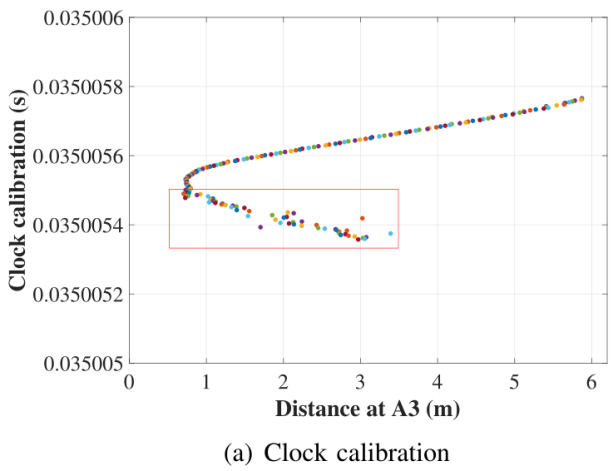 0.035006
0.0350058
0.0350056
0.0350054
0.0350052
0.035005
Clock calibration (s)
0 1 2 3 4 5 6
Distance at A3 (m)
(a) Clock calibration